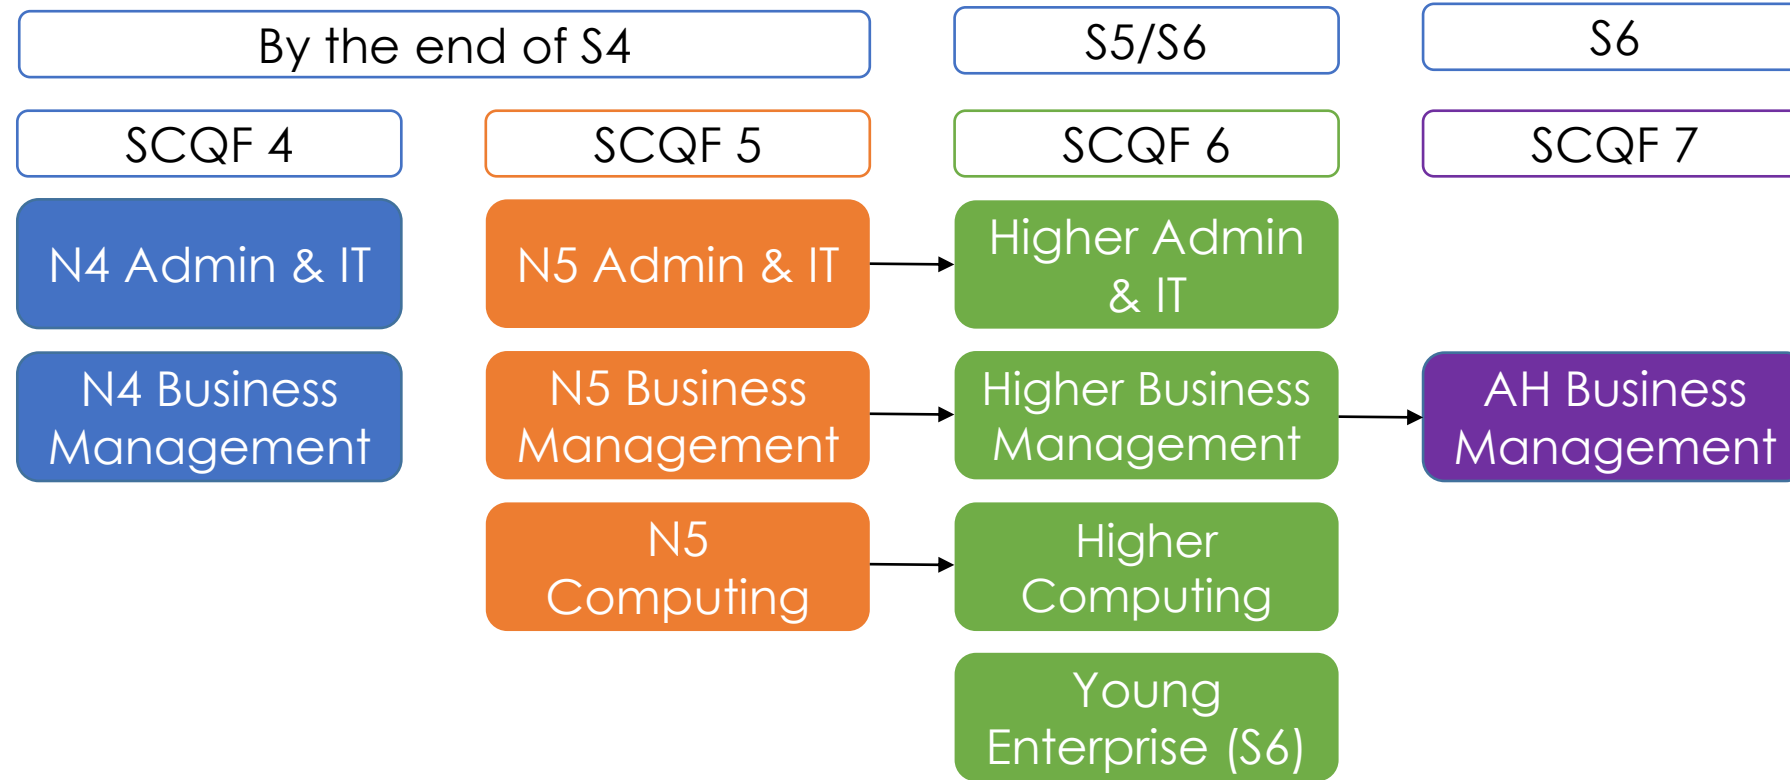 By the end of S4
S5/S6
S6
SCQF 4
SCQF 5
SCQF 6
SCQF 7
N4 Admin & IT
N5 Admin & IT
Higher Admin
& IT
N4 Business
Management
N5 Business
Management
Higher Business
Management
AH Business
Management
N5
Computing
Higher
Computing
Young
Enterprise (S6)